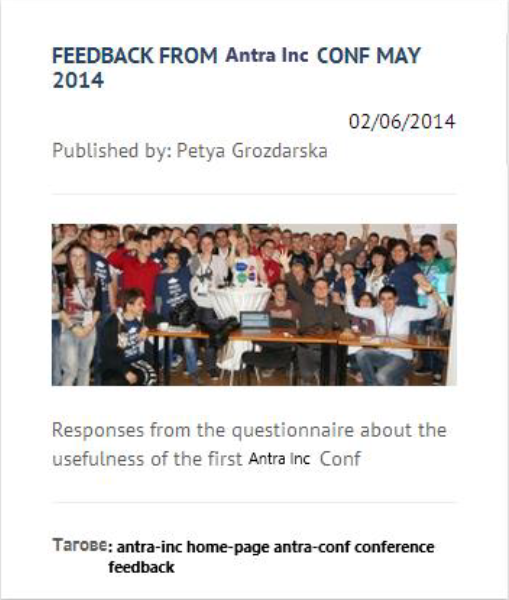 FEEDBACK FROM Antra Inc CONF MAY
2014
02/06/2014
Published by: Petya Grozdarska
Responses from the questionnaire about the
usefulness of the first Antra Inc Conf
Тагове: antra-inc home-page antra-conf conference
feedback